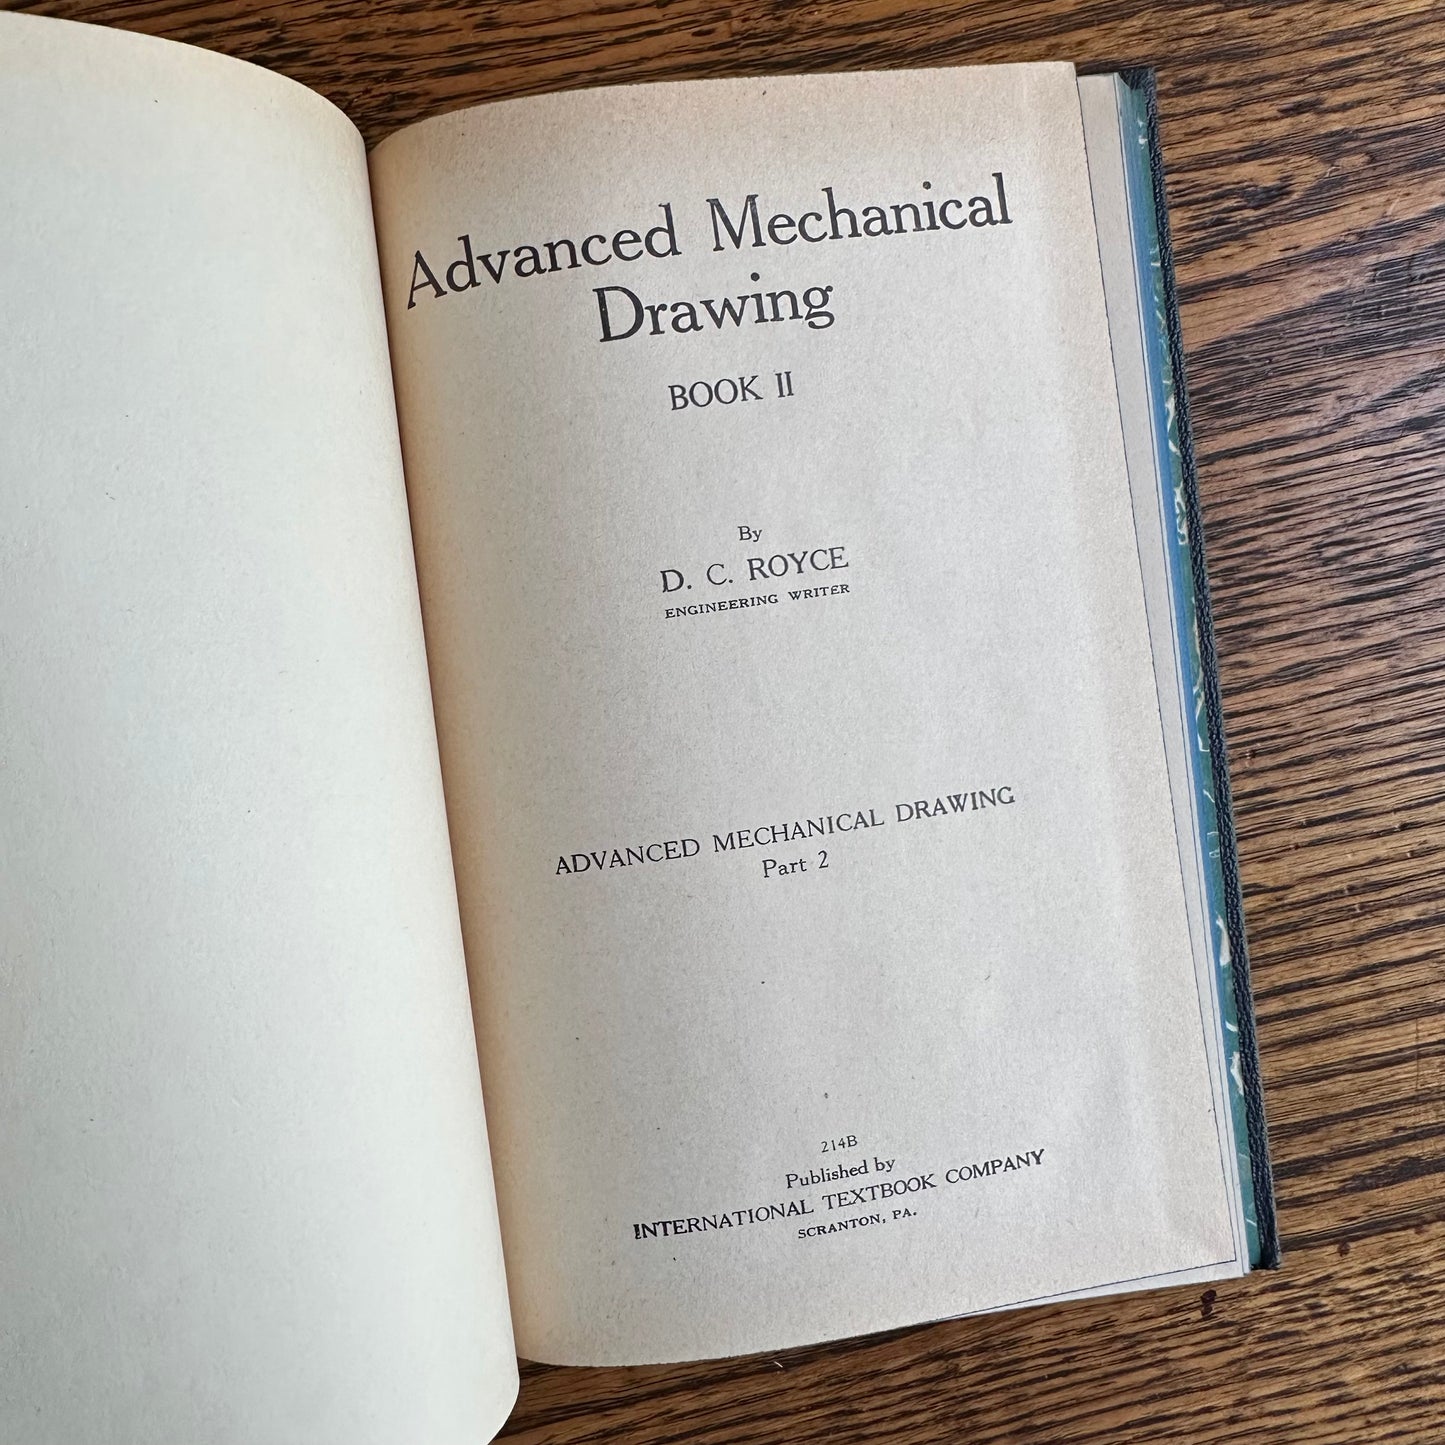 Advanced Mechanical
Drawing
BOOK II
By
D. C. ROYCE
ENGINEERING WRITER
ADVANCED MECHANICAL DRAWING
Part 2
214B
Published by
INTERNATIONAL TEXTBOOK COMPANY
SCRANTON, PA.